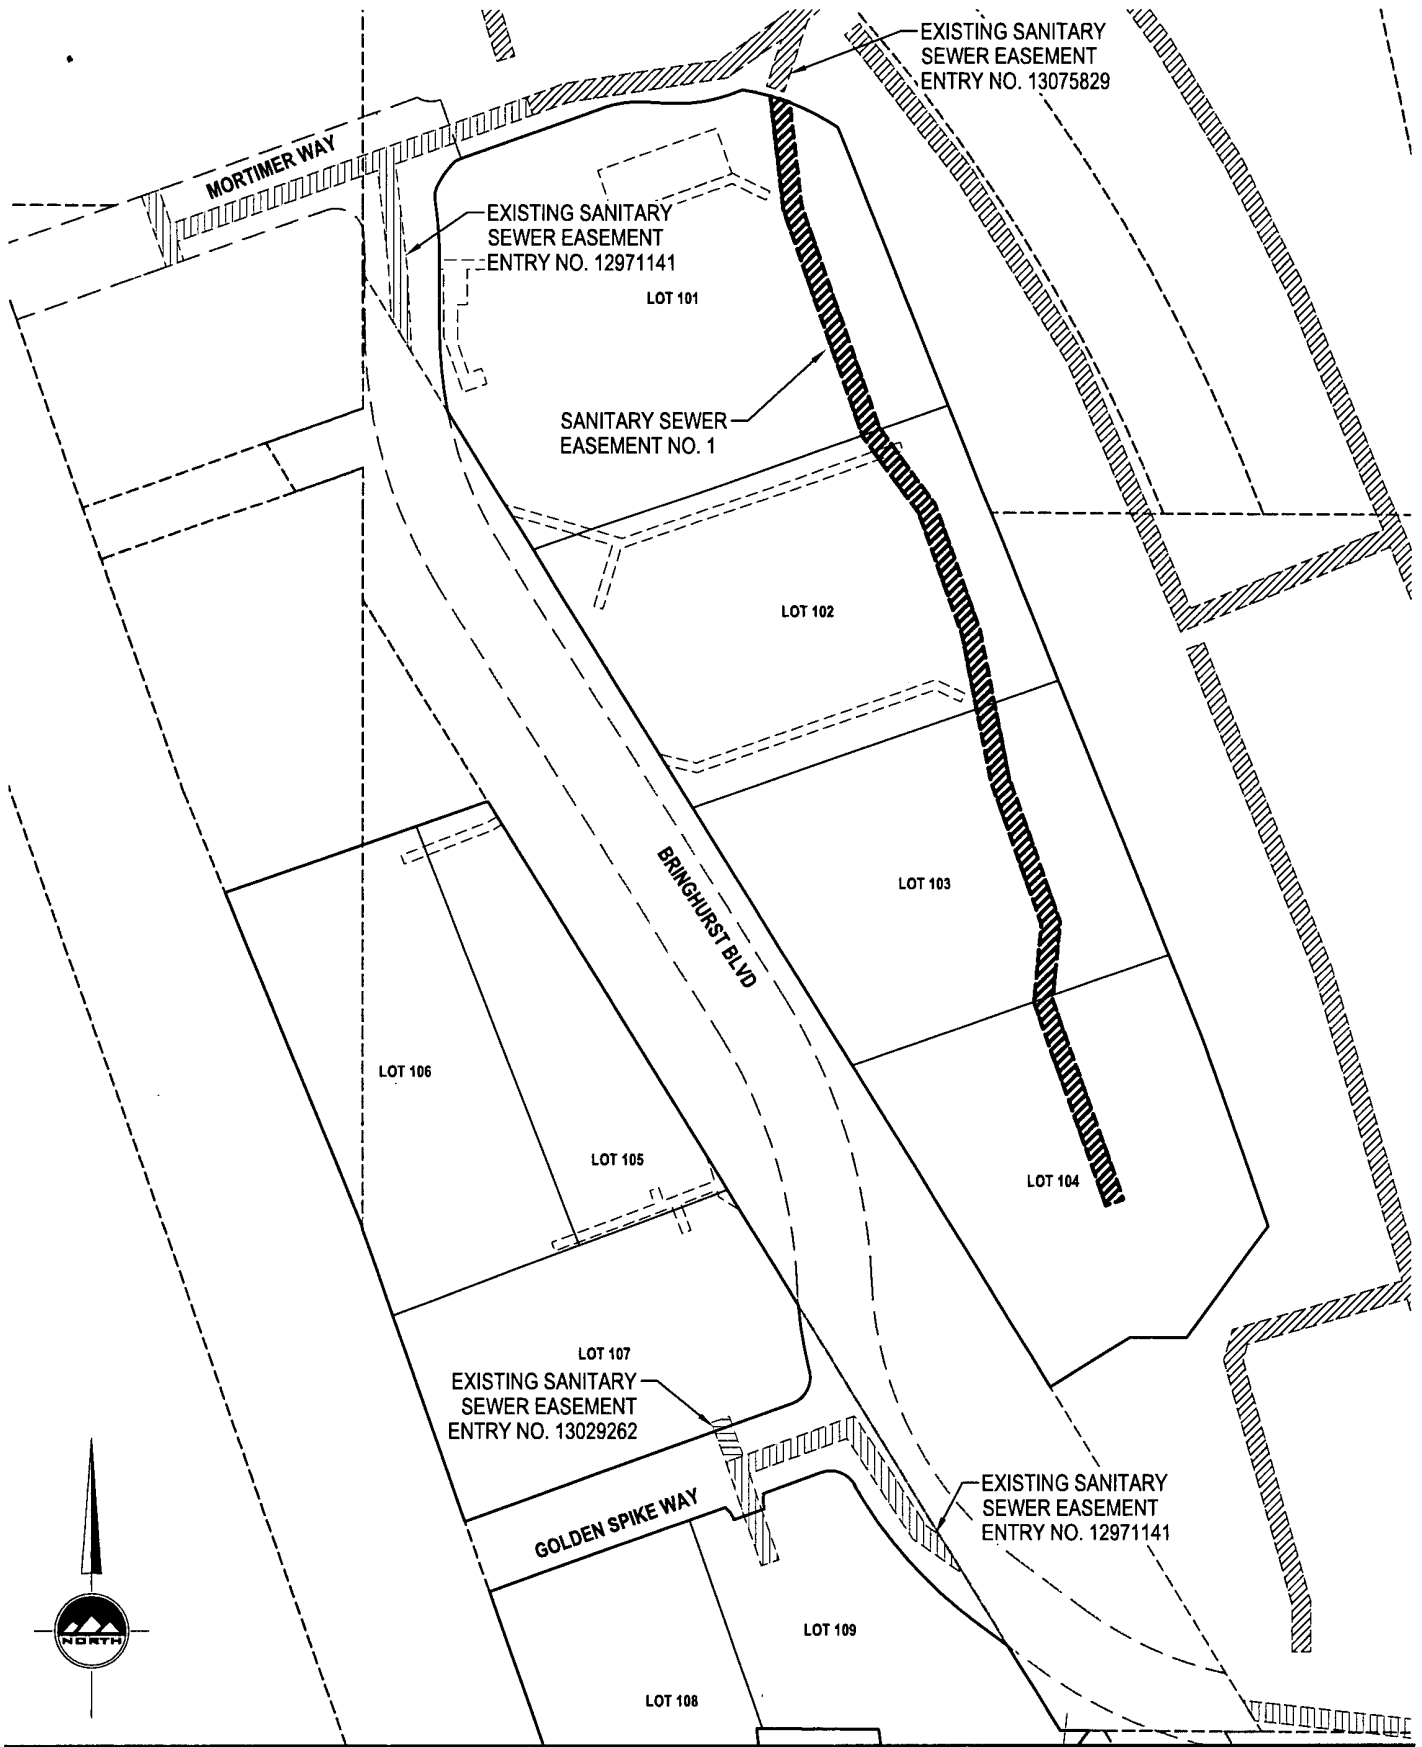 EXISTING SANITARY
SEWER EASEMENT
ENTRY NO. 13075829
MORTIMER WAY
EXISTING SANITARY
SEWER EASEMENT
ENTRY NO. 12971141
LOT 101
SANITARY SEWER
EASEMENT NO. 1
LOT 102
BRINGHURST BLVD
LOT 103
LOT 106
LOT 105
LOT 104
LOT 107
EXISTING SANITARY
SEWER EASEMENT
ENTRY NO. 13029262
EXISTING SANITARY
SEWER EASEMENT
ENTRY NO. 12971141
GOLDEN SPIKE WAY
NORTH
LOT 109
LOT 108